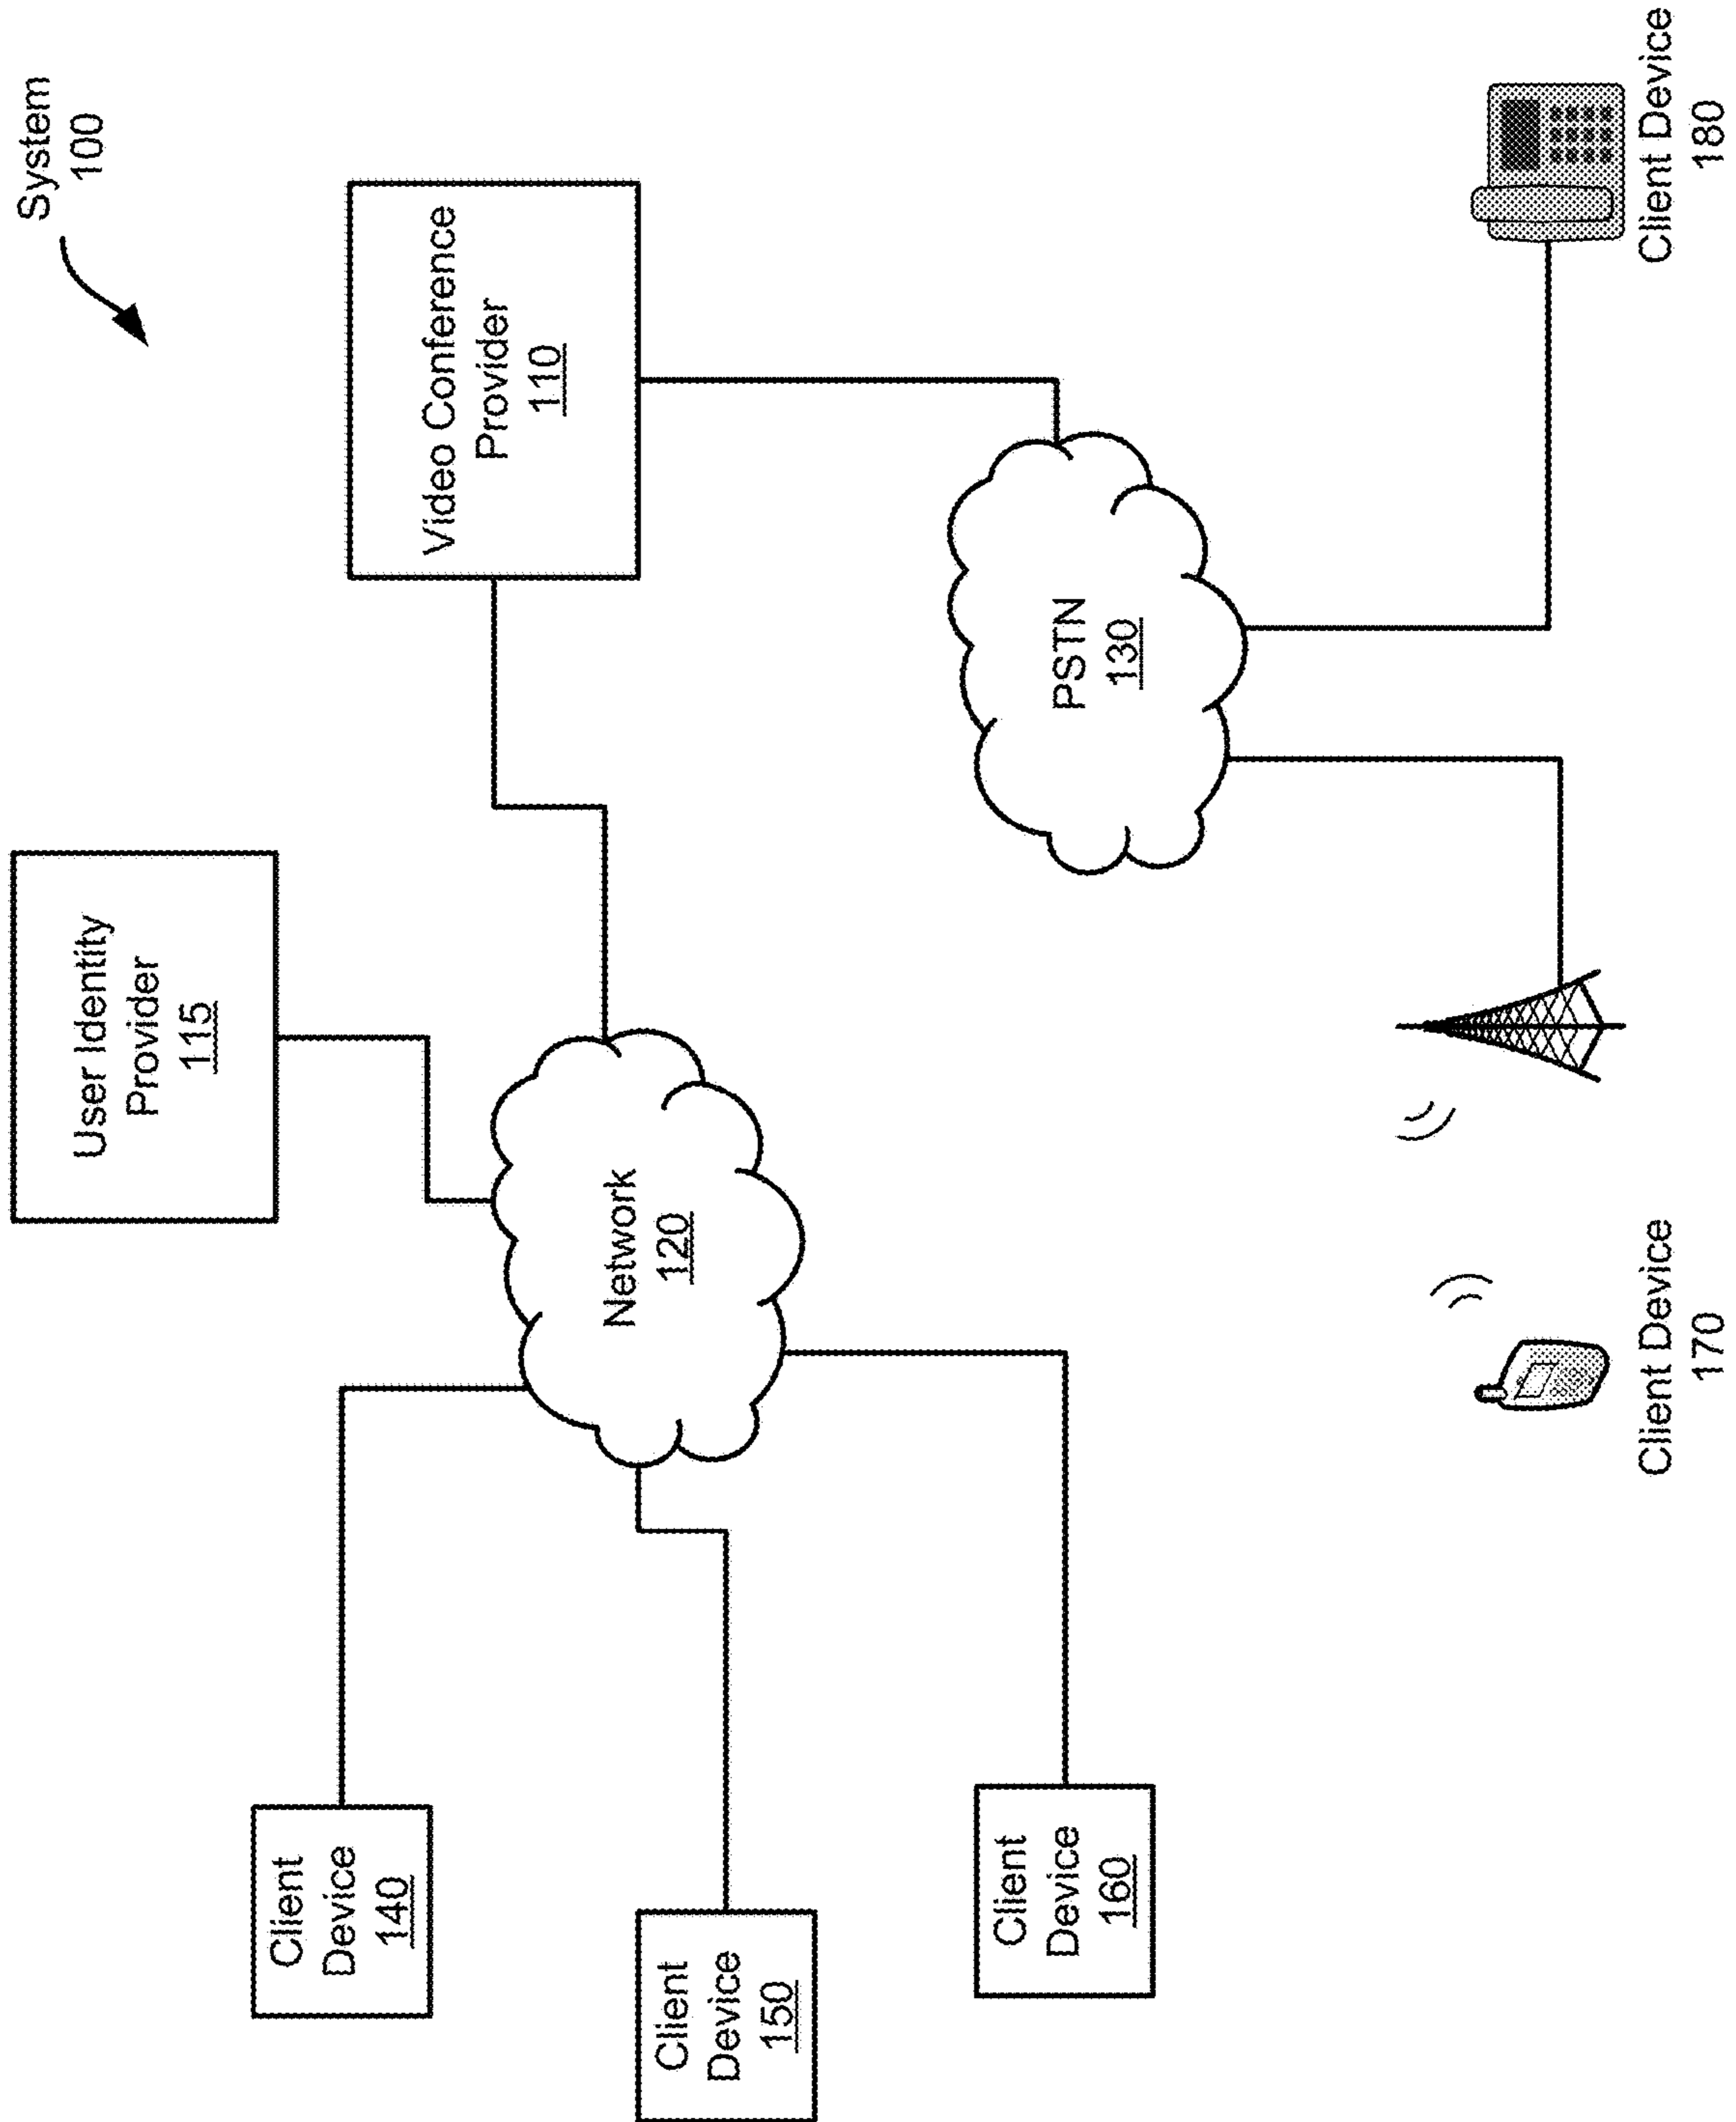 System
100
User Identity
Provider
115
Video Conference
Provider
110
Client
Device
140
Network
120
Client
Device
150
Client
Device
160
PSTN
130
Client Device
170
Client Device
180